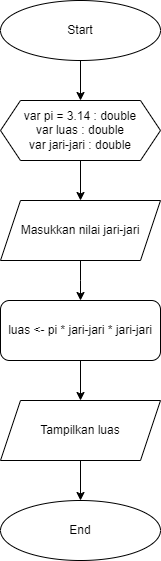 Start
var pi = 3.14 : double
var luas : double
var jari-jari : double
Masukkan nilai jari-jari
luas <- pi * jari-jari * jari-jari
Tampilkan luas
End